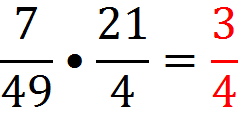 7/49 • 21/4 = 3/4